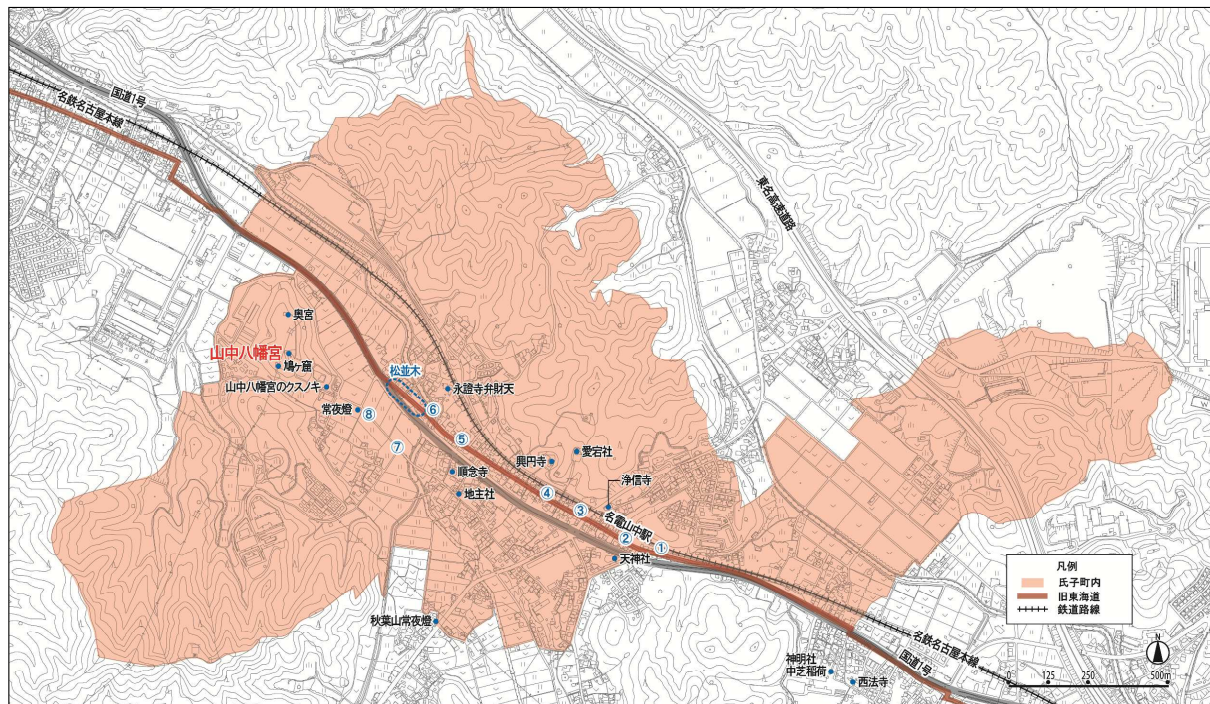 国道1号
名鉄名古屋本線
東名高速道路
奥宮
山中八幡宮
鳩ヶ窟
松並木
山中八幡宮のクスノキ
永證寺弁財天
常夜燈
⑧
⑥
⑦
⑤
愛宕社
興円寺
順念寺
浄信寺
地主社
④
③
名電山中駅
②
①
天神社
凡例
氏子町内
旧東海道
鉄道路線
秋葉山常夜燈
名鉄名古屋本線
国道1号
神明社
中芝稲荷
西法寺
N
0 125 250 500m